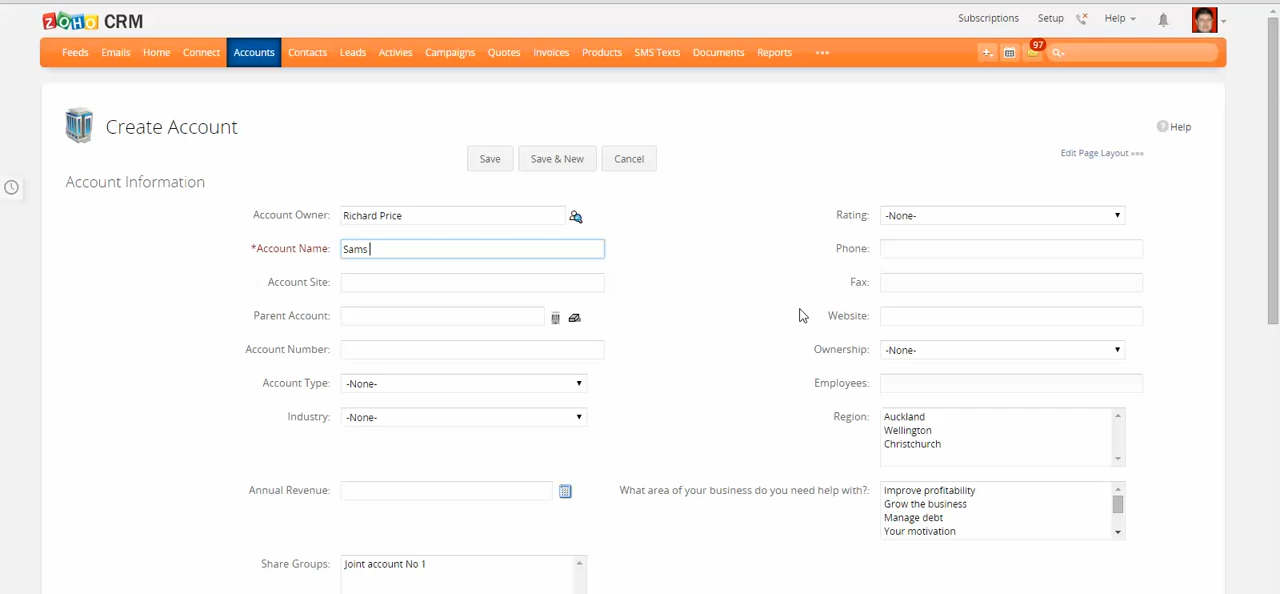 ZOHO CRM
Subscriptions Setup Help
Feeds Emails Home Connect Accounts Contacts Leads Activies Campaigns Quotes Invoices Products SMS Texts Documents Reports ••• 97
Create Account
Help
Save Save & New Cancel
Edit Page Layout »»»
Account Information
Account Owner: Richard Price
Rating: -None-
*Account Name: Sams
Phone:
Account Site:
Fax:
Parent Account:
Website:
Account Number:
Ownership: -None-
Account Type: -None-
Employees:
Industry: -None-
Region: Auckland
Wellington
Christchurch
Annual Revenue:
What area of your business do you need help with?: Improve profitability
Grow the business
Manage debt
Your motivation
Share Groups: Joint account No 1